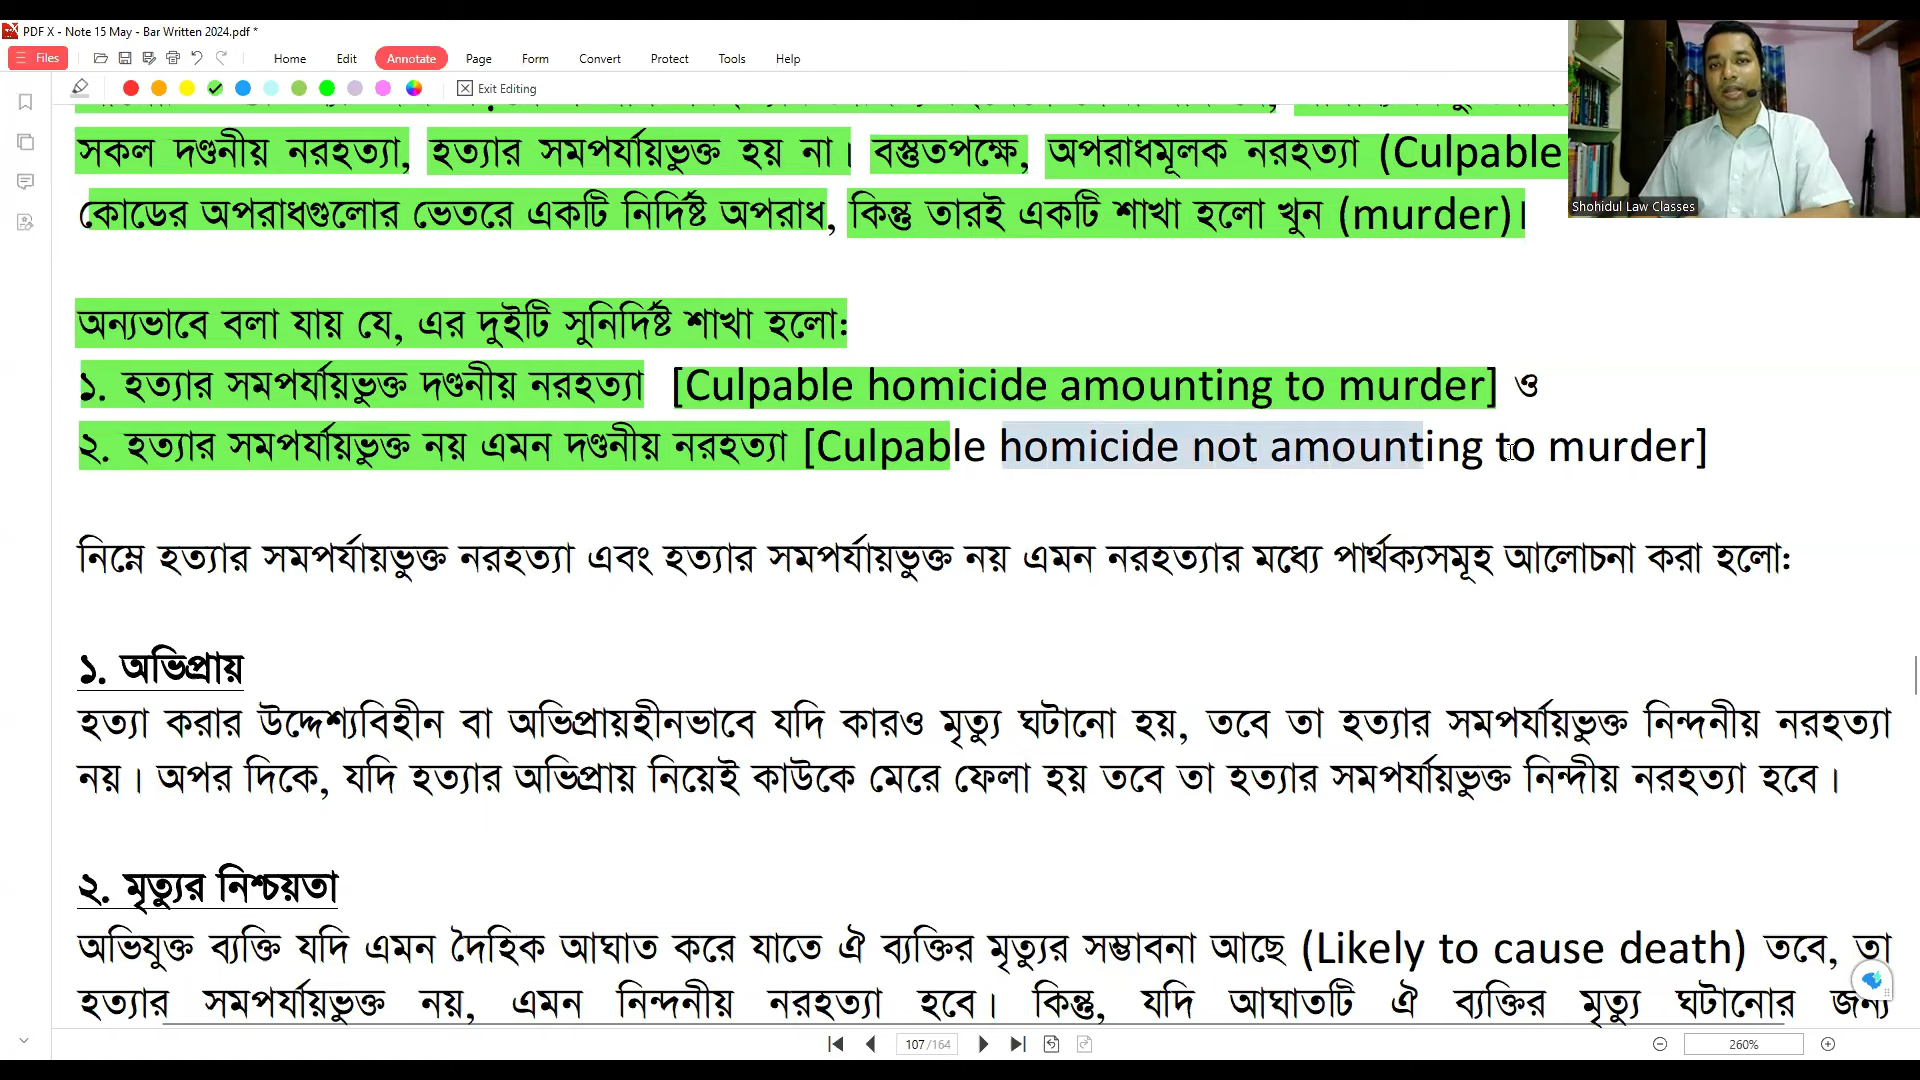 PDF X - Note 15 May - Bar Written 2024.pdf *
Files Home Edit Annotate Page Form Convert Protect Tools Help
Exit Editing
সকল দণ্ডনীয় নরহত্যা, হত্যার সমপর্যায়ভুক্ত হয় না। বস্তুতপক্ষে, অপরাধমূলক নরহত্যা (Culpable
কোডের অপরাধগুলোর ভেতরে একটি নির্দিষ্ট অপরাধ, কিন্তু তারই একটি শাখা হলো খুন (murder)।
Shohidul Law Classes
অন্যভাবে বলা যায় যে, এর দুইটি সুনির্দিষ্ট শাখা হলো:
১. হত্যার সমপর্যায়ভুক্ত দণ্ডনীয় নরহত্যা [Culpable homicide amounting to murder] ও
২. হত্যার সমপর্যায়ভুক্ত নয় এমন দণ্ডনীয় নরহত্যা [Culpable homicide not amounting to murder]
নিম্নে হত্যার সমপর্যায়ভুক্ত নরহত্যা এবং হত্যার সমপর্যায়ভুক্ত নয় এমন নরহত্যার মধ্যে পার্থক্যসমূহ আলোচনা করা হলো:
১. অভিপ্রায়
হত্যা করার উদ্দেশ্যবিহীন বা অভিপ্রায়হীনভাবে যদি কারও মৃত্যু ঘটানো হয়, তবে তা হত্যার সমপর্যায়ভুক্ত নিন্দনীয় নরহত্যা
নয়। অপর দিকে, যদি হত্যার অভিপ্রায় নিয়েই কাউকে মেরে ফেলা হয় তবে তা হত্যার সমপর্যায়ভুক্ত নিন্দীয় নরহত্যা হবে।
২. মৃত্যুর নিশ্চয়তা
অভিযুক্ত ব্যক্তি যদি এমন দৈহিক আঘাত করে যাতে ঐ ব্যক্তির মৃত্যুর সম্ভাবনা আছে (Likely to cause death) তবে, তা
হত্যার সমপর্যায়ভুক্ত নয়, এমন নিন্দনীয় নরহত্যা হবে। কিন্তু, যদি আঘাতটি ঐ ব্যক্তির মৃত্যু ঘটানোর জন্য
107 /164
260%